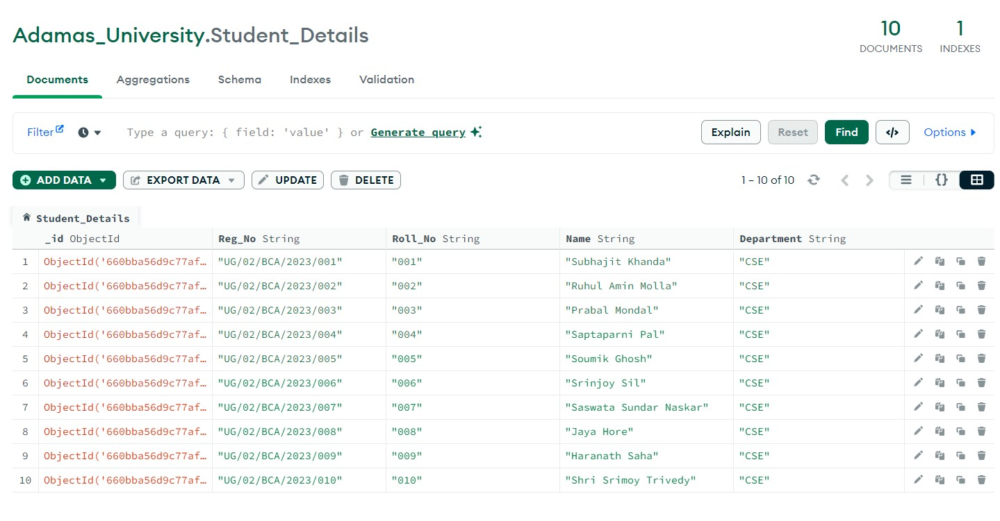 Adamas_University.Student_Details
10 1
DOCUMENTS INDEXES
Documents Aggregations Schema Indexes Validation
Filter Type a query: { field: 'value' } or Generate query Explain Reset Find </> Options
ADD DATA EXPORT DATA UPDATE DELETE 1 – 10 of 10 {}
Student_Details
_id ObjectId Reg_No String Roll_No String Name String Department String
1 ObjectId('660bba56d9c77af… "UG/02/BCA/2023/001" "001" "Subhajit Khanda" "CSE"
2 ObjectId('660bba56d9c77af… "UG/02/BCA/2023/002" "002" "Ruhul Amin Molla" "CSE"
3 ObjectId('660bba56d9c77af… "UG/02/BCA/2023/003" "003" "Prabal Mondal" "CSE"
4 ObjectId('660bba56d9c77af… "UG/02/BCA/2023/004" "004" "Saptaparni Pal" "CSE"
5 ObjectId('660bba56d9c77af… "UG/02/BCA/2023/005" "005" "Soumik Ghosh" "CSE"
6 ObjectId('660bba56d9c77af… "UG/02/BCA/2023/006" "006" "Srinjoy Sil" "CSE"
7 ObjectId('660bba56d9c77af… "UG/02/BCA/2023/007" "007" "Saswata Sundar Naskar" "CSE"
8 ObjectId('660bba56d9c77af… "UG/02/BCA/2023/008" "008" "Jaya Hore" "CSE"
9 ObjectId('660bba56d9c77af… "UG/02/BCA/2023/009" "009" "Haranath Saha" "CSE"
10 ObjectId('660bba56d9c77af… "UG/02/BCA/2023/010" "010" "Shri Srimoy Trivedy" "CSE"